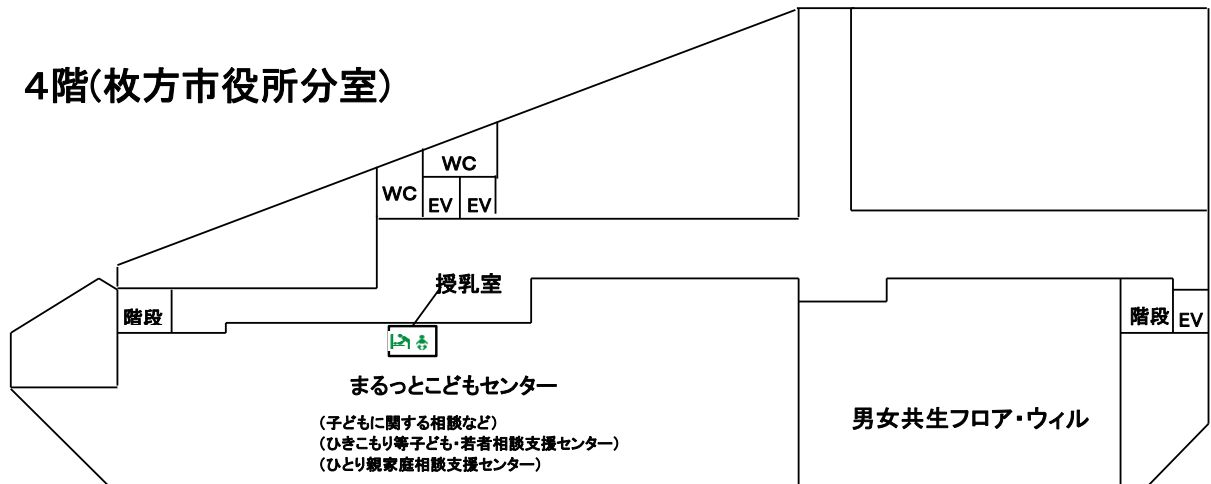 4階(枚方市役所分室)
WC
WC
EV
EV
授乳室
階段
階段
EV
まるっとこどもセンター
(子どもに関する相談など)
(ひきこもり等子ども・若者相談支援センター)
(ひとり親家庭相談支援センター)
男女共生フロア・ウィル